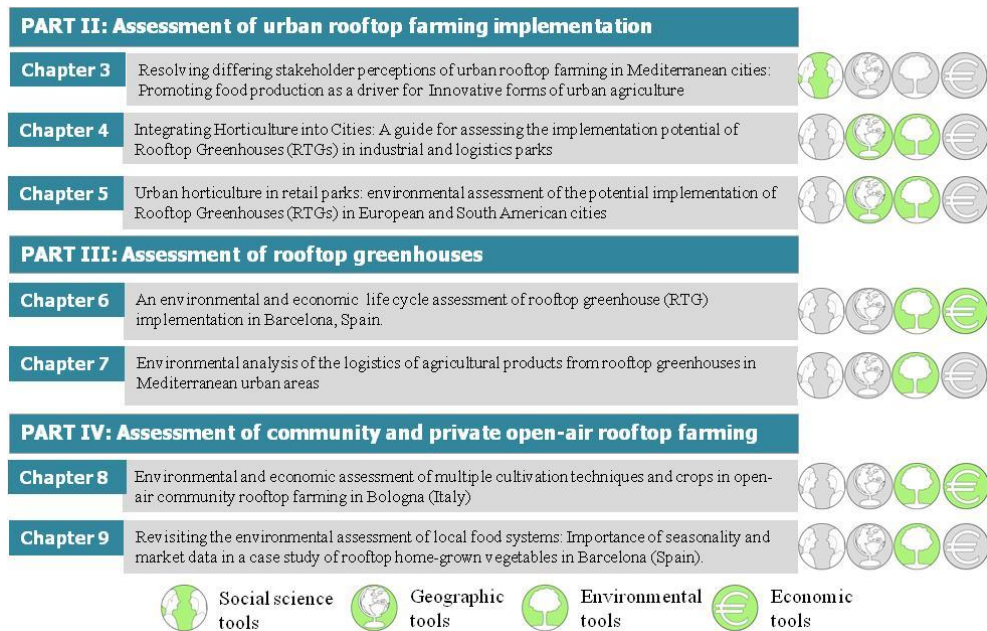 PART II: Assessment of urban rooftop farming implementation
Chapter 3
Resolving differing stakeholder perceptions of urban rooftop farming in Mediterranean cities:
Promoting food production as a driver for Innovative forms of urban agriculture
Chapter 4
Integrating Horticulture into Cities: A guide for assessing the implementation potential of
Rooftop Greenhouses (RTGs) in industrial and logistics parks
Chapter 5
Urban horticulture in retail parks: environmental assessment of the potential implementation of
Rooftop Greenhouses (RTGs) in European and South American cities
PART III: Assessment of rooftop greenhouses
Chapter 6
An environmental and economic life cycle assessment of rooftop greenhouse (RTG)
implementation in Barcelona, Spain.
Chapter 7
Environmental analysis of the logistics of agricultural products from rooftop greenhouses in
Mediterranean urban areas
PART IV: Assessment of community and private open-air rooftop farming
Chapter 8
Environmental and economic assessment of multiple cultivation techniques and crops in open-
air community rooftop farming in Bologna (Italy)
Chapter 9
Revisiting the environmental assessment of local food systems: Importance of seasonality and
market data in a case study of rooftop home-grown vegetables in Barcelona (Spain).
Social science
tools
Geographic
tools
Environmental
tools
Economic
tools